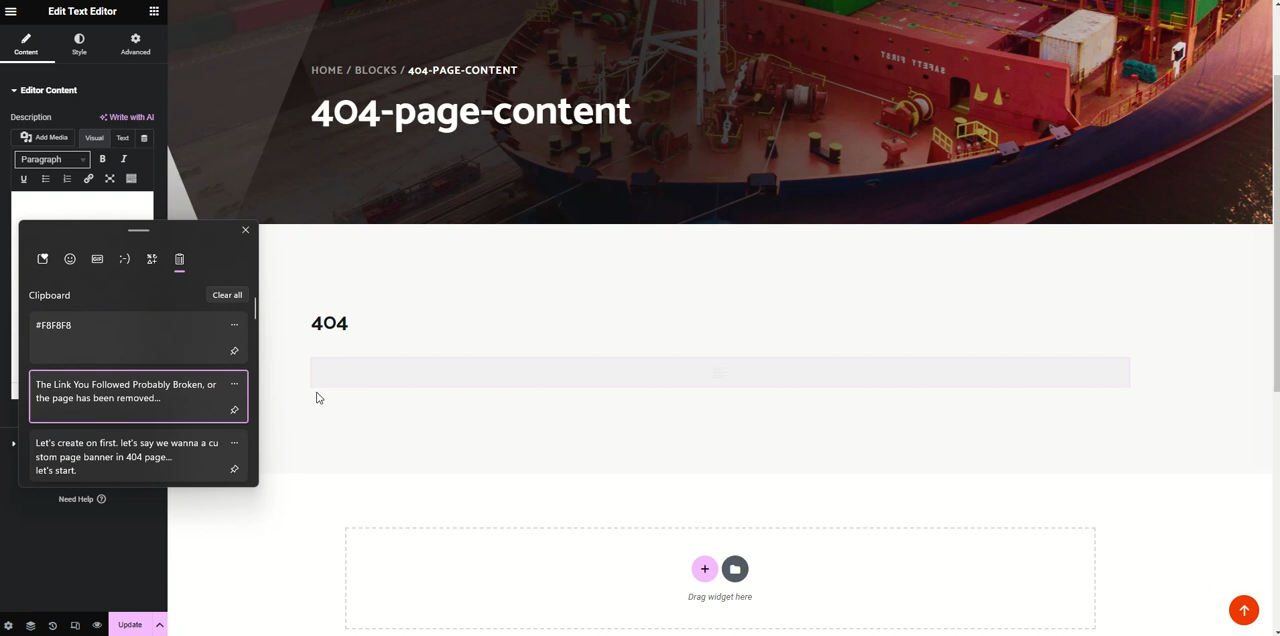 Edit Text Editor
Content
Style
Advanced
Editor Content
Description
Write with AI
Add Media
Visual
Text
Paragraph
B
I
U
GIF
;-)
Clipboard
Clear all
#F8F8F8
The Link You Followed Probably Broken, or
the page has been removed...
Let's create on first. let's say we wanna a cu
stom page banner in 404 page...
let's start.
Need Help ?
Update
HOME / BLOCKS / 404-PAGE-CONTENT
404-page-content
SAFETY FIRST
404
Drag widget here